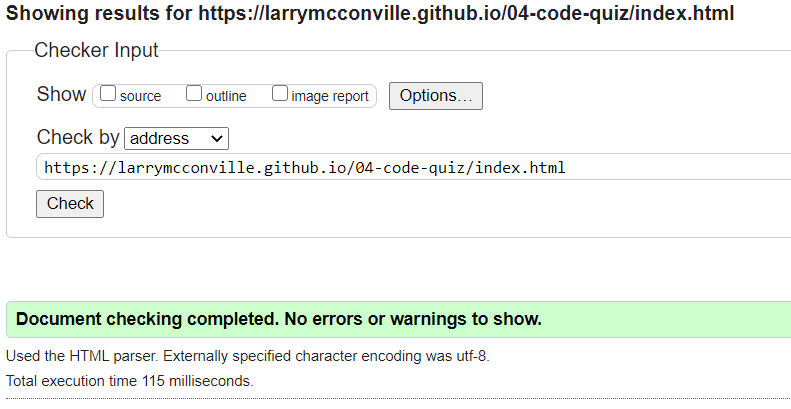 Showing results for https://larrymcconville.github.io/04-code-quiz/index.html
Checker Input
Show source outline image report Options…
Check by address
https://larrymcconville.github.io/04-code-quiz/index.html
Check
Document checking completed. No errors or warnings to show.
Used the HTML parser. Externally specified character encoding was utf-8.
Total execution time 115 milliseconds.